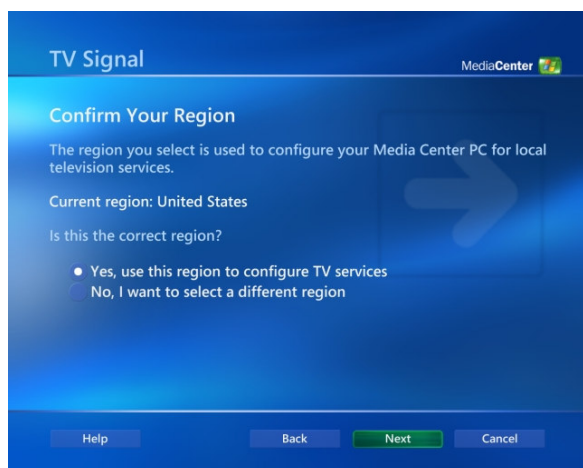 TV Signal
MediaCenter
Confirm Your Region
The region you select is used to configure your Media Center PC for local
television services.
Current region: United States
Is this the correct region?
Yes, use this region to configure TV services
No, I want to select a different region
Help Back Next Cancel